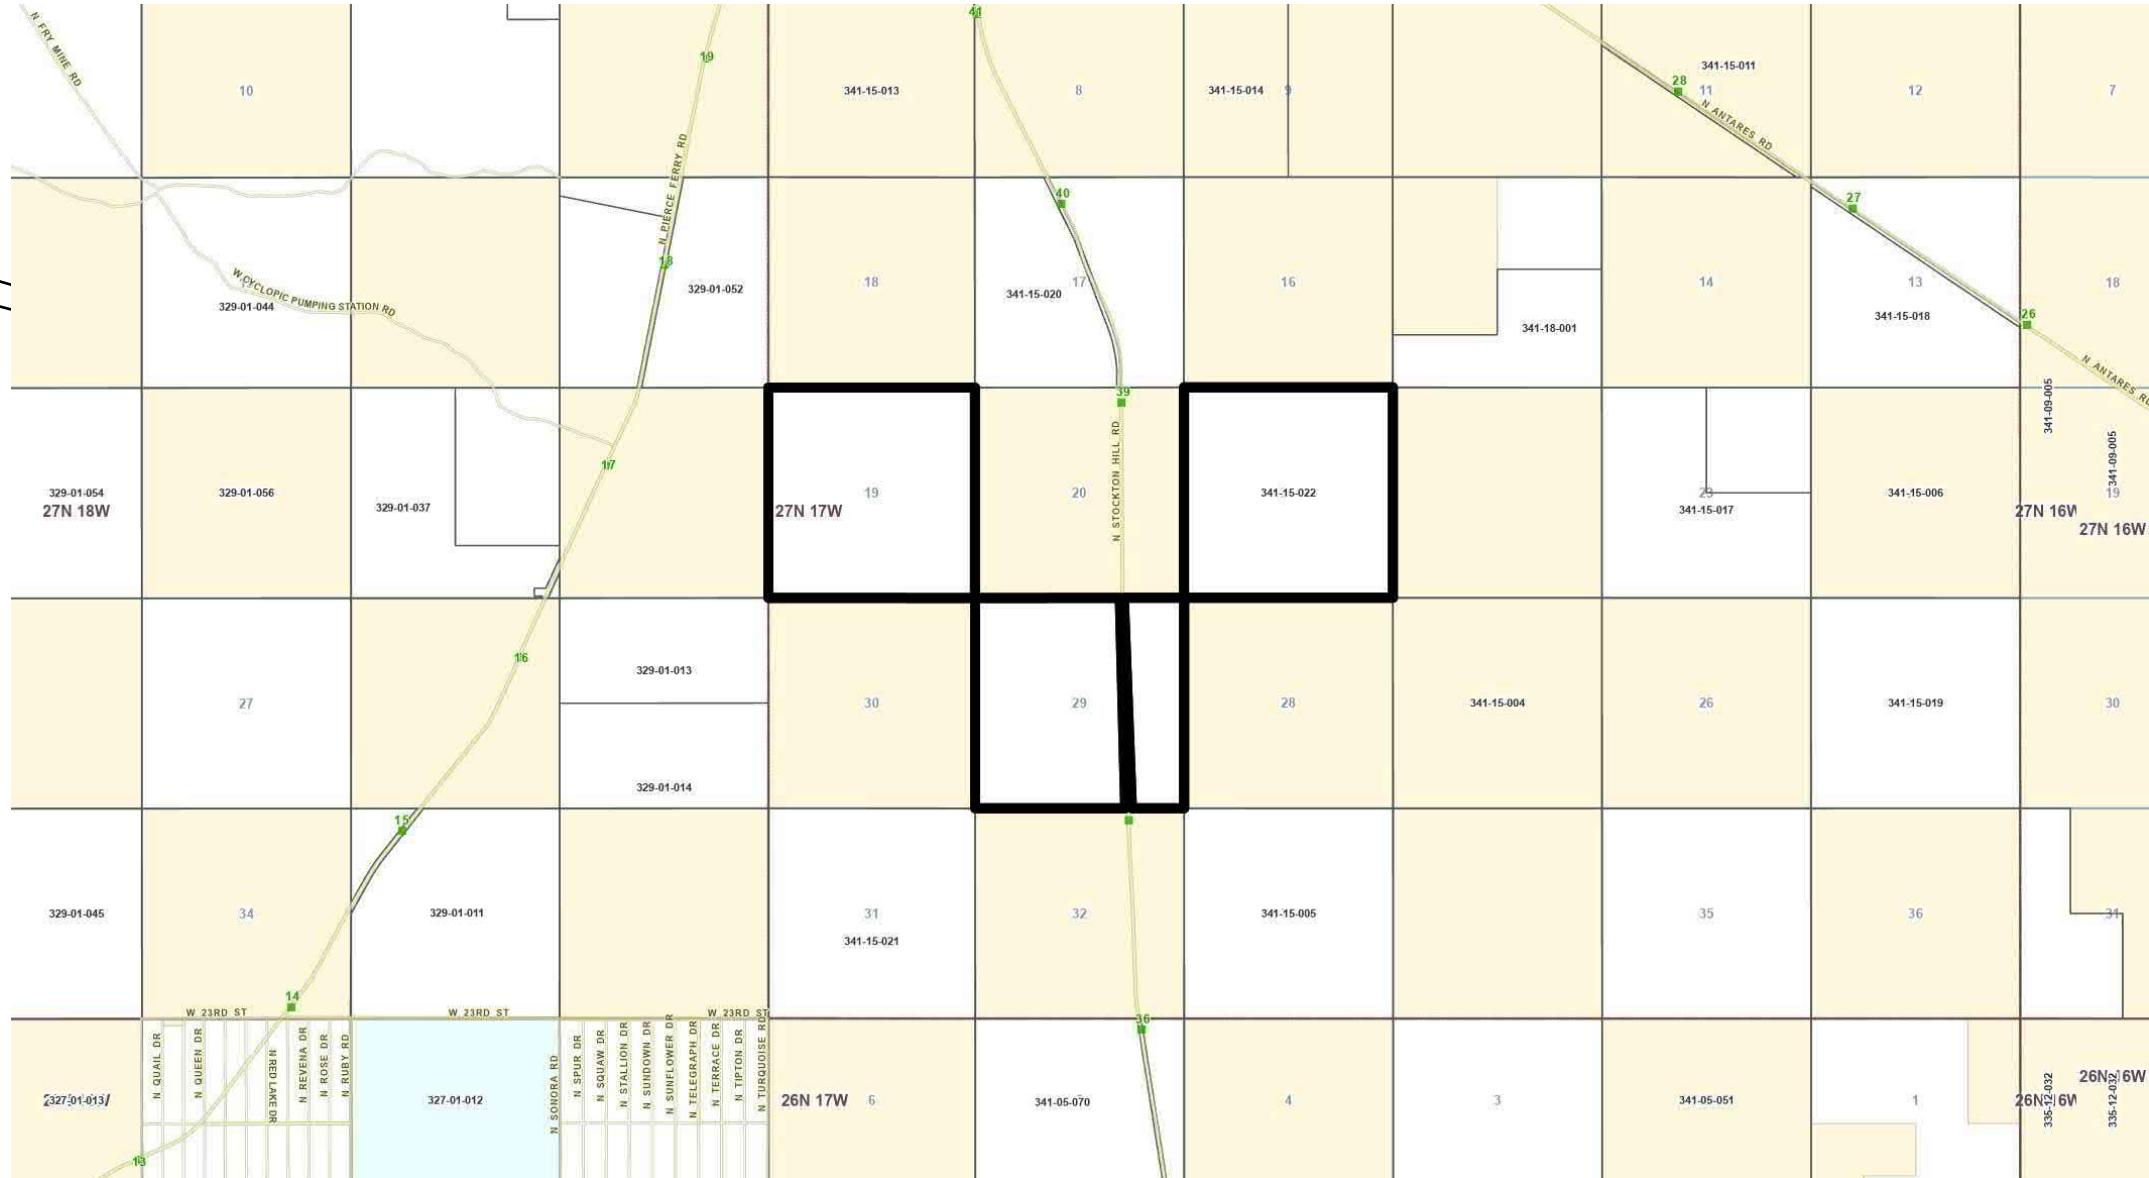 41
N FRY MINE RD
19
10
341-15-013
8
341-15-014
9
341-15-011
28
11
12
7
N ANTARES RD
N PIERCE FERRY RD
40
27
18
329-01-052
W CYCLOPIC PUMPING STATION RD
329-01-044
18
17
341-15-020
16
14
13
18
341-18-001
341-15-018
26
N ANTARES RD
39
341-09-005
N STOCKTON HILL RD
341-09-005
17
329-01-054
27N 18W
329-01-056
329-01-037
19
27N 17W
20
341-15-022
23
341-15-017
341-15-006
19
27N 16W
27N 16W
16
329-01-013
27
30
29
28
341-15-004
26
341-15-019
30
329-01-014
15
329-01-045
34
329-01-011
31
341-15-021
32
341-15-005
35
36
31
14
W 23RD ST
W 23RD ST
W 23RD ST
36
N QUAIL DR
N QUEEN DR
N RED LAKE DR
N REVENA DR
N ROSE DR
N RUBY RD
N SONORA RD
N SPUR DR
N SQUAW DR
N STALLION DR
N SUNDOWN DR
N SUNFLOWER DR
N TELEGRAPH DR
N TERRACE DR
N TIPTON DR
N TURQUOISE RD
327-01-013
327-01-012
26N 17W
6
341-05-070
4
3
341-05-051
1
26N 16W
335-12-032
26N 16W
335-12-032
13